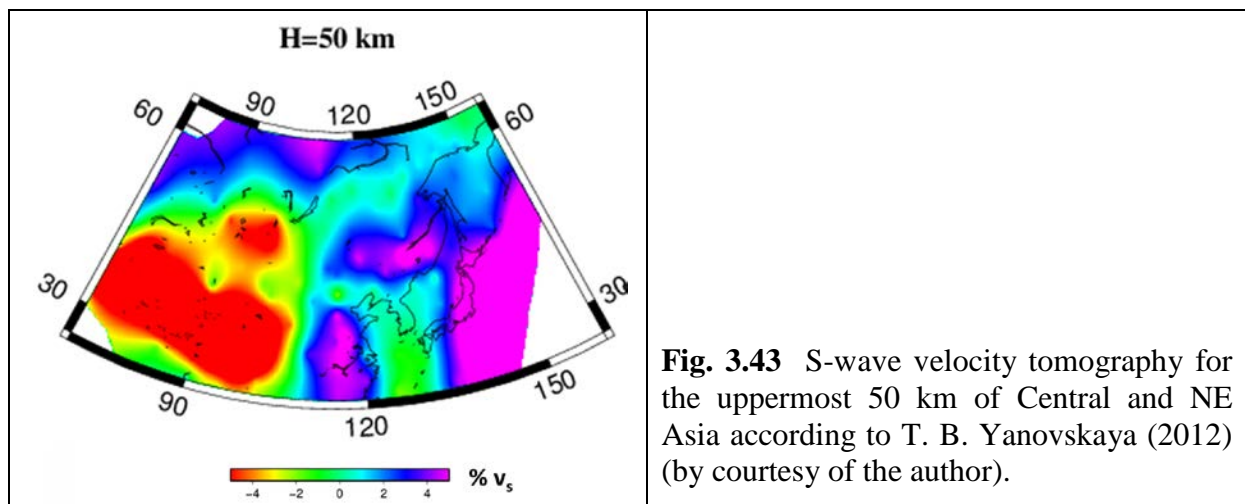 H=50 km
90
120
150
60
60
30
30
90
120
150
% vs
-4 -2 0 2 4
Fig. 3.43 S-wave velocity tomography for
the uppermost 50 km of Central and NE
Asia according to T. B. Yanovskaya (2012)
(by courtesy of the author).